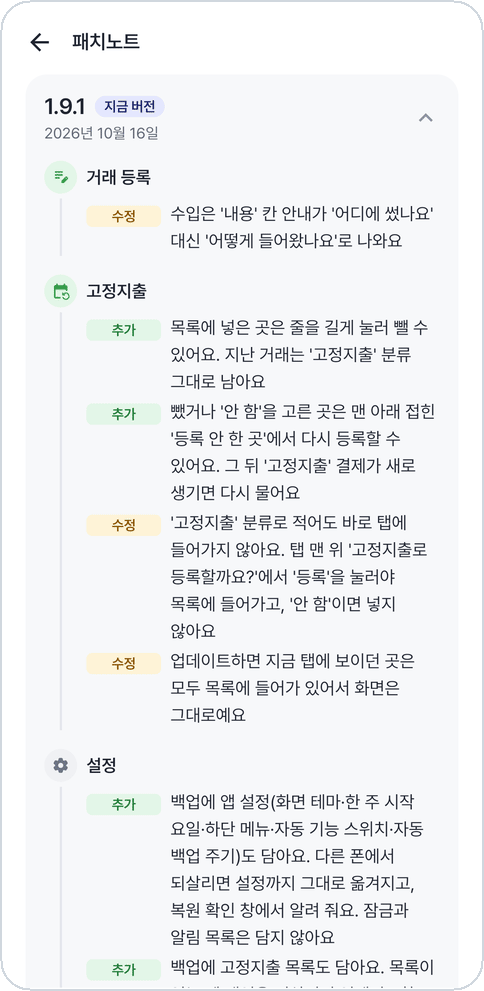 패치노트
1.9.1 지금 버전
2026년 10월 16일
거래 등록
수정 수입은 '내용' 칸 안내가 '어디에 썼나요'
대신 '어떻게 들어왔나요'로 나와요
고정지출
추가 목록에 넣은 곳은 줄을 길게 눌러 뺄 수
있어요. 지난 거래는 '고정지출' 분류
그대로 남아요
추가 뺐거나 '안 함'을 고른 곳은 맨 아래 접힌
'등록 안 한 곳'에서 다시 등록할 수
있어요. 그 뒤 '고정지출' 결제가 새로
생기면 다시 물어요
수정 '고정지출' 분류로 적어도 바로 탭에
들어가지 않아요. 탭 맨 위 '고정지출로
등록할까요?'에서 '등록'을 눌러야
목록에 들어가고, '안 함'이면 넣지
않아요
수정 업데이트하면 지금 탭에 보이던 곳은
모두 목록에 들어가 있어서 화면은
그대로예요
설정
추가 백업에 앱 설정(화면 테마·한 주 시작
요일·하단 메뉴·자동 기능 스위치·자동
백업 주기)도 담아요. 다른 폰에서
되살리면 설정까지 그대로 옮겨지고,
복원 확인 창에서 알려 줘요. 잠금과
알림 목록은 담지 않아요
추가 백업에 고정지출 목록도 담아요. 목록이